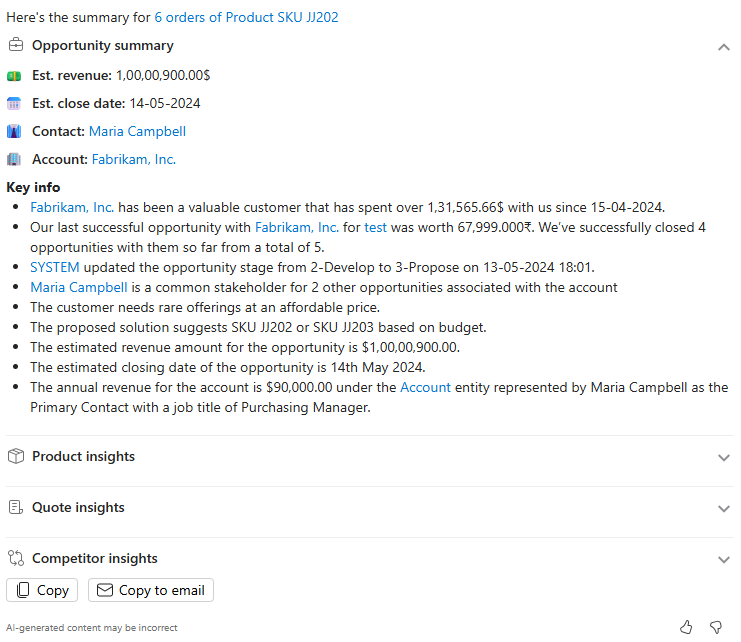 Here's the summary for 6 orders of Product SKU JJ202
Opportunity summary
Est. revenue: 1,00,00,900.00$
Est. close date: 14-05-2024
Contact: Maria Campbell
Account: Fabrikam, Inc.
Key info
• Fabrikam, Inc. has been a valuable customer that has spent over 1,31,565.66$ with us since 15-04-2024.
• Our last successful opportunity with Fabrikam, Inc. for test was worth 67,999.000₹. We've successfully closed 4
opportunities with them so far from a total of 5.
• SYSTEM updated the opportunity stage from 2-Develop to 3-Propose on 13-05-2024 18:01.
• Maria Campbell is a common stakeholder for 2 other opportunities associated with the account
• The customer needs rare offerings at an affordable price.
• The proposed solution suggests SKU JJ202 or SKU JJ203 based on budget.
• The estimated revenue amount for the opportunity is $1,00,00,900.00.
• The estimated closing date of the opportunity is 14th May 2024.
• The annual revenue for the account is $90,000.00 under the Account entity represented by Maria Campbell as the
Primary Contact with a job title of Purchasing Manager.
Product insights
Quote insights
Competitor insights
Copy Copy to email
AI-generated content may be incorrect